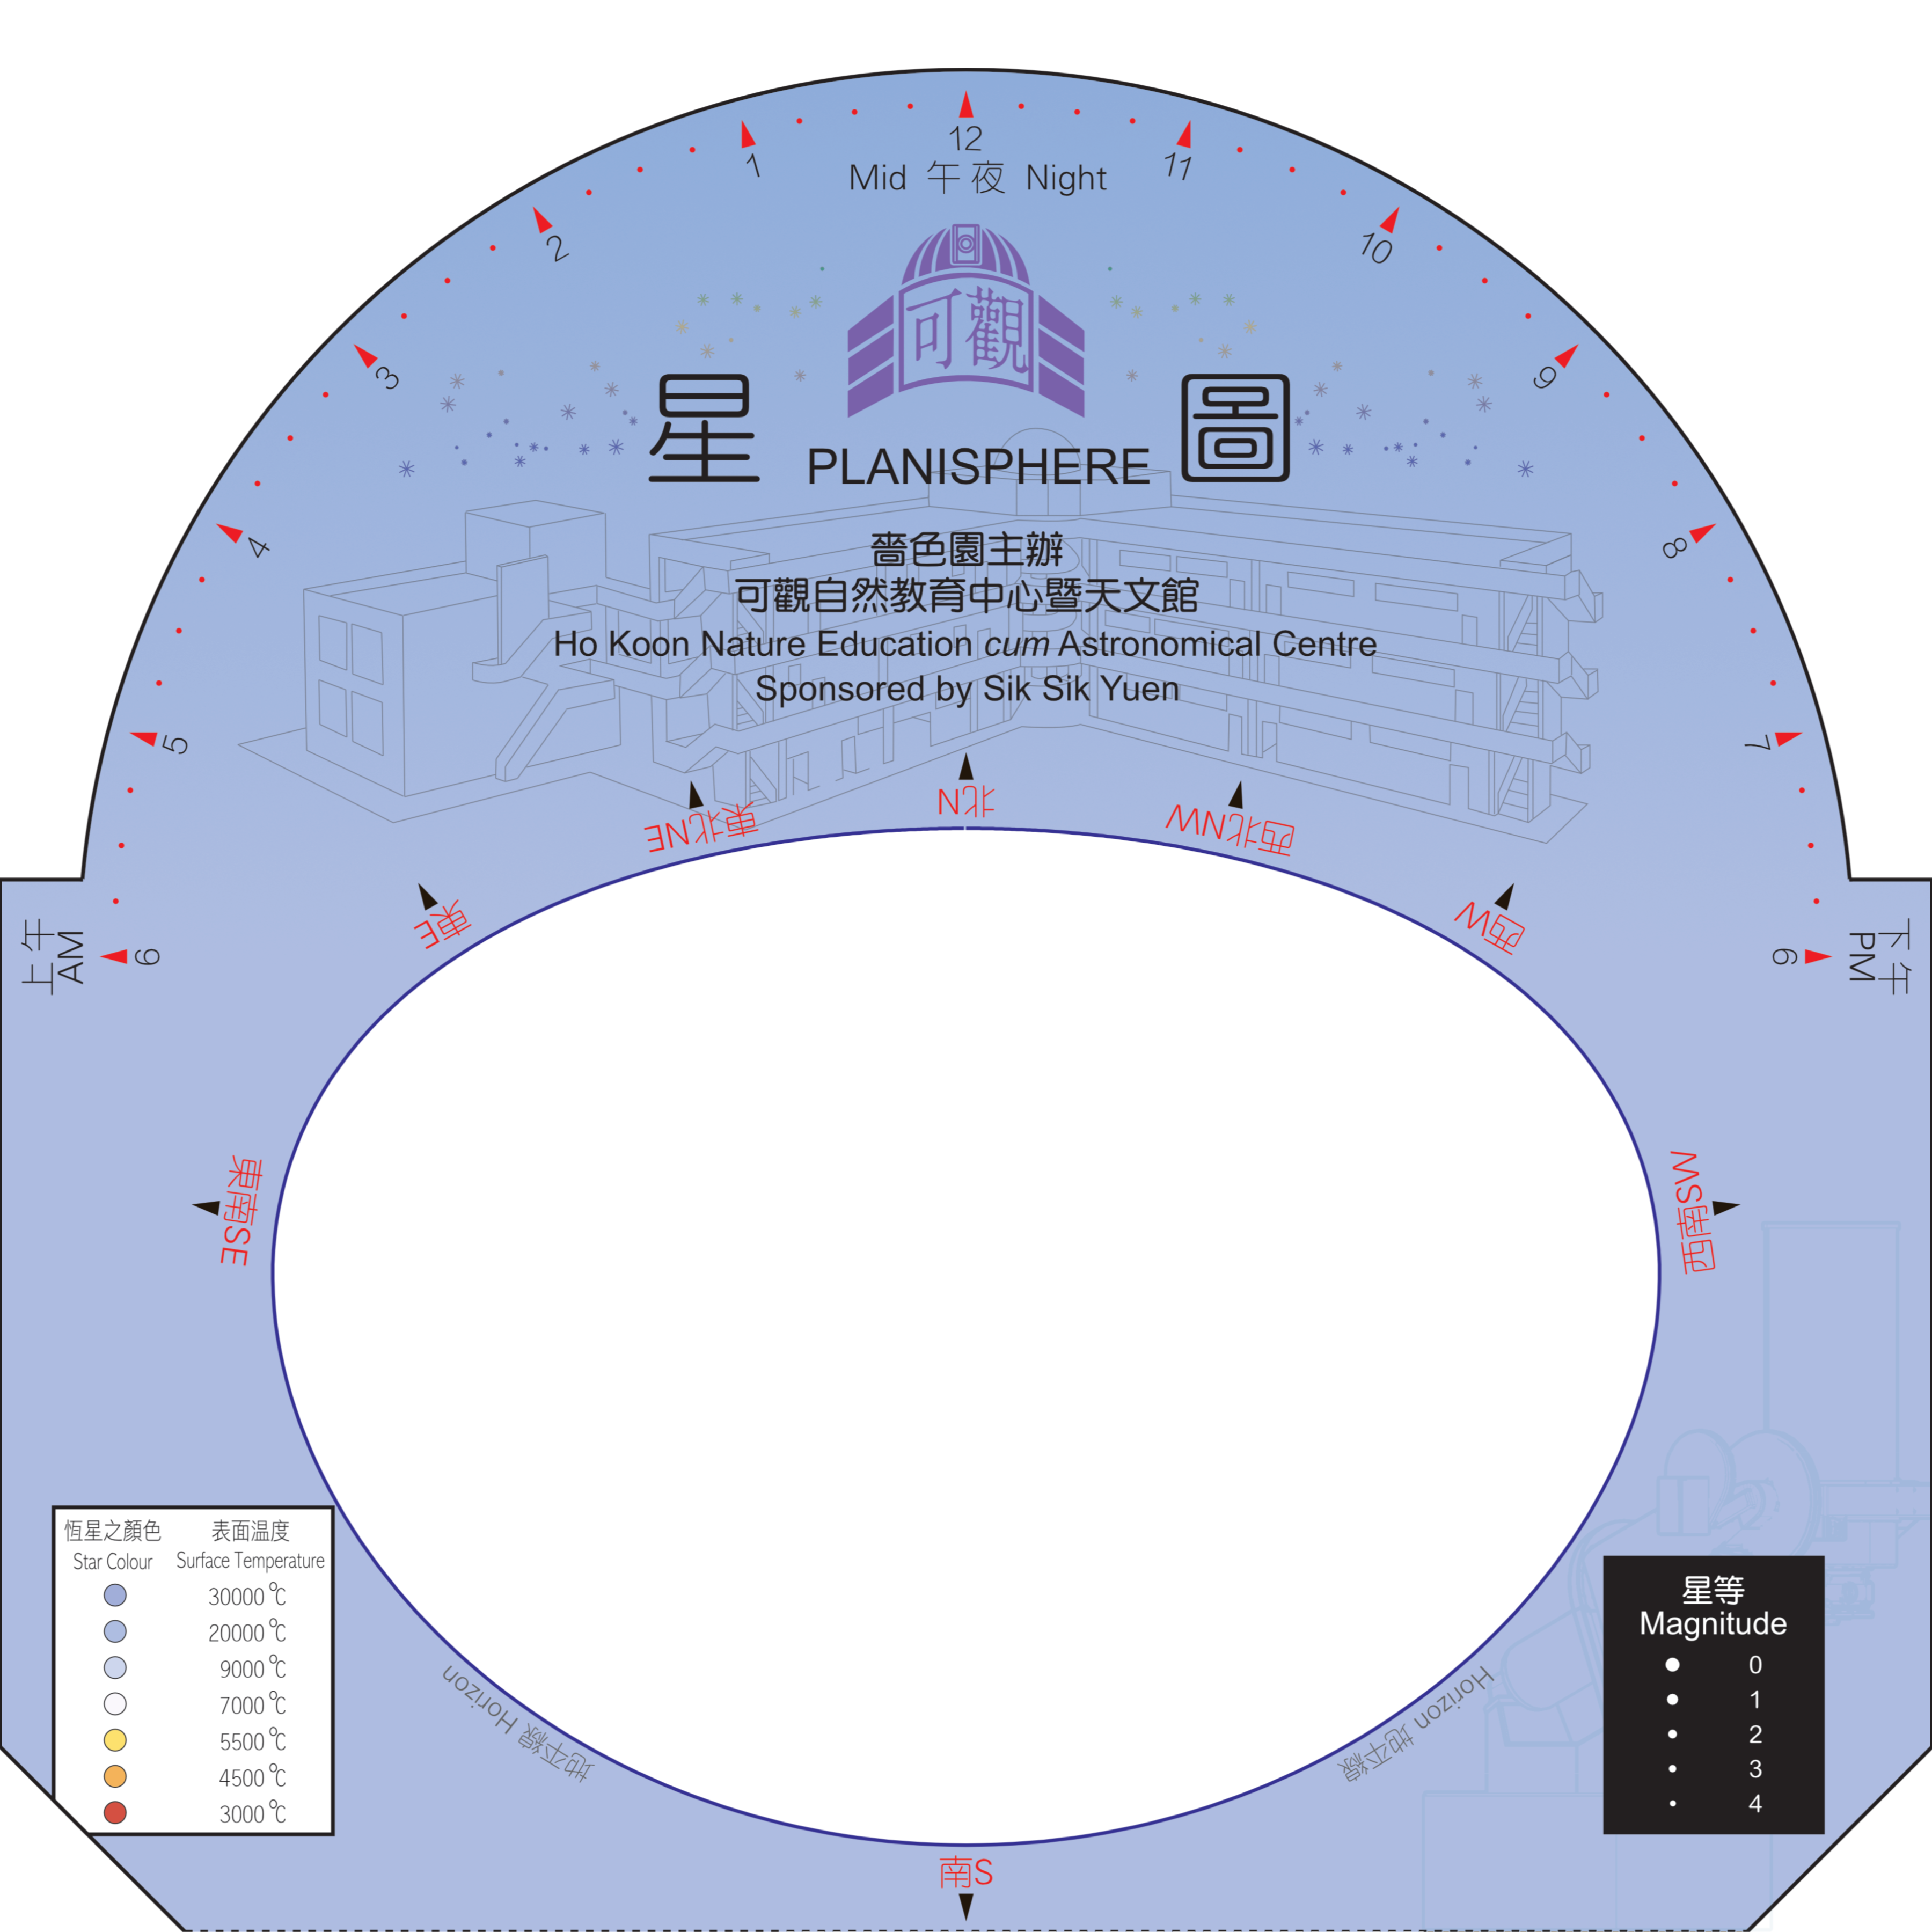 12
Mid 午夜 Night
1
11
2
10
3
9
4
8
5
7
6
6
上午
AM
下午
PM
可觀
星
圖
PLANISPHERE
嗇色園主辦
可觀自然教育中心暨天文館
Ho Koon Nature Education cum Astronomical Centre
Sponsored by Sik Sik Yuen
北N
東北NE
西北NW
東E
西W
東南SE
西南SW
恆星之顏色 表面温度
Star Colour Surface Temperature
30000℃
20000℃
9000℃
7000℃
5500℃
4500℃
3000℃
地平線 Horizon
Horizon 地平線
星等
Magnitude
0
1
2
3
4
南S